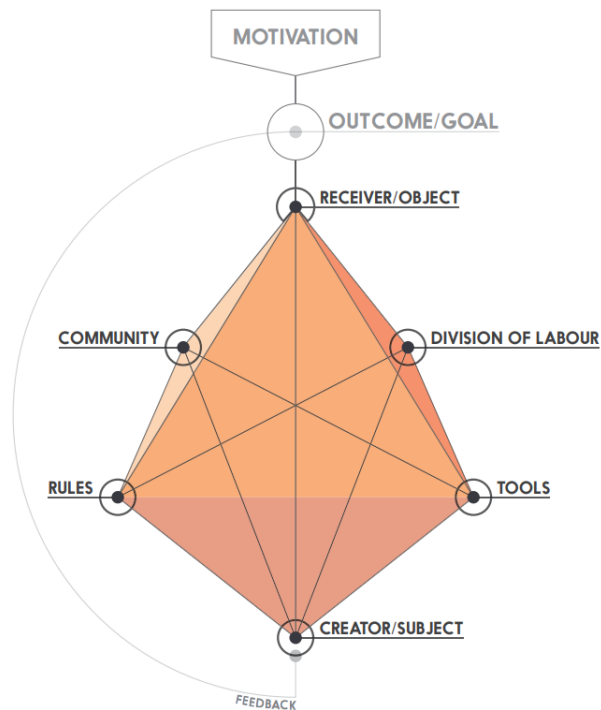 MOTIVATION
OUTCOME/GOAL
RECEIVER/OBJECT
COMMUNITY
DIVISION OF LABOUR
RULES
TOOLS
CREATOR/SUBJECT
FEEDBACK